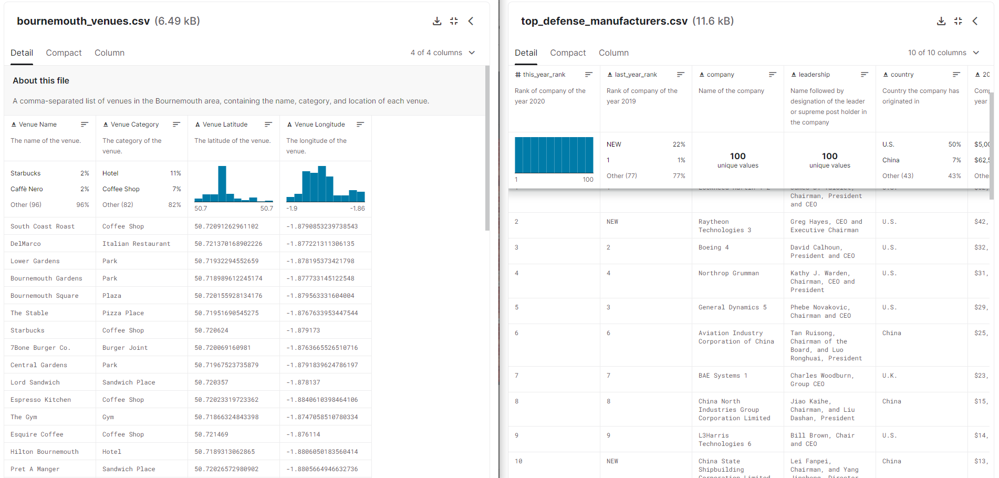 bournemouth_venues.csv (6.49 kB)
Detail Compact Column
4 of 4 columns
About this file
A comma-separated list of venues in the Bournemouth area, containing the name, category, and location of each venue.
Venue Name Venue Category Venue Latitude Venue Longitude
The name of the venue. The category of the venue. The latitude of the venue. The longitude of the venue.
Starbucks 2% Hotel 11%
Caffè Nero 2% Coffee Shop 7%
Other (96) 96% Other (82) 82% 50.7 50.7 -1.9 -1.86
South Coast Roast Coffee Shop 50.72091262961102 -1.8790853239738543
DelMarco Italian Restaurant 50.721370168902226 -1.877221311306135
Lower Gardens Park 50.71932294552659 -1.878195373421798
Bournemouth Gardens Park 50.718989612245174 -1.877733145122548
Bournemouth Square Plaza 50.720155928134176 -1.879563331604004
The Stable Pizza Place 50.71951690545275 -1.8767633953447544
Starbucks Coffee Shop 50.720624 -1.879173
7Bone Burger Co. Burger Joint 50.720069160981 -1.8763665526510716
Central Gardens Park 50.71967523735879 -1.8791839624786197
Lord Sandwich Sandwich Place 50.720357 -1.878137
Espresso Kitchen Coffee Shop 50.72023319723362 -1.8840610398464106
The Gym Gym 50.71866324843398 -1.8747058510780334
Esquire Coffee Coffee Shop 50.721469 -1.876114
Hilton Bournemouth Hotel 50.7189313062865 -1.8806050183560414
Pret A Manger Sandwich Place 50.72026572980902 -1.8805664946632736
top_defense_manufacturers.csv (11.6 kB)
Detail Compact Column
10 of 10 columns
this_year_rank last_year_rank company leadership country 20
Rank of company of the year 2020
Rank of company of the year 2019
Name of the company
Name followed by designation of the leader or supreme post holder in the company
Country the company has originated in
year
1 100
NEW 22%
1 1%
Other (77) 77%
100
unique values
100
unique values
U.S. 50%
China 7%
Other (43) 43%
$5,00
$62,5
Othe
Chairman, President
and CEO
2 NEW Raytheon Technologies 3 Greg Hayes, CEO and Executive Chairman U.S. $42,
3 2 Boeing 4 David Calhoun, President and CEO U.S. $32,
4 4 Northrop Grumman Kathy J. Warden, Chairman, CEO and President U.S. $31,
5 3 General Dynamics 5 Phebe Novakovic, Chairman and CEO U.S. $29,
6 6 Aviation Industry Corporation of China Tan Ruisong, Chairman of the Board, and Luo Ronghuai, President China $25,
7 7 BAE Systems 1 Charles Woodburn, Group CEO U.K. $23,
8 8 China North Industries Group Corporation Limited Jiao Kaihe, Chairman, and Liu Dashan, President China $15,
9 9 L3Harris Technologies 6 Bill Brown, Chair and CEO U.S. $14,
10 NEW China State Shipbuilding Lei Fanpei, Chairman, and Yang China $13,